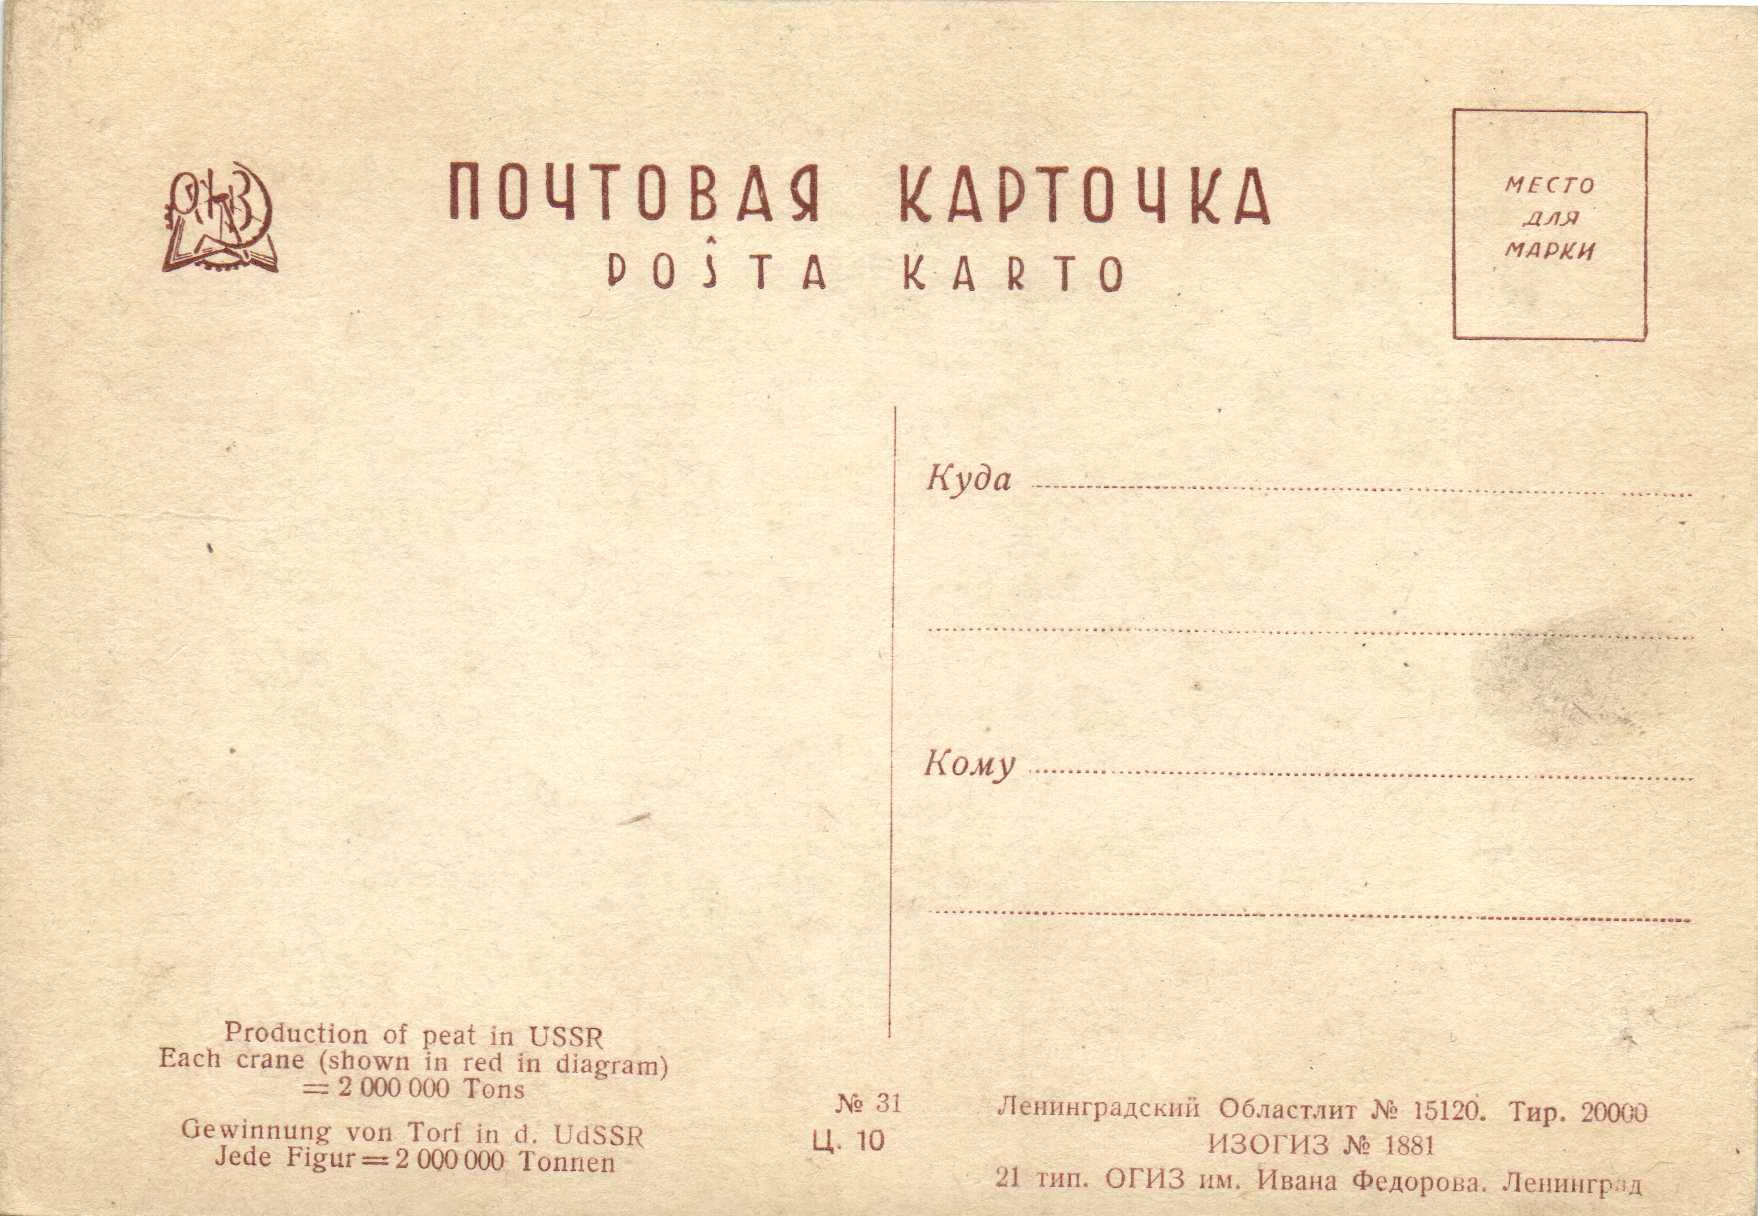 ПОЧТОВАЯ КАРТОЧКА
POŜTA KARTO
МЕСТО
ДЛЯ
МАРКИ
Куда
Кому
Production of peat in USSR
Each crane (shown in red in diagram)
= 2 000 000 Tons
Gewinnung von Torf in d. UdSSR
Jede Figur = 2 000 000 Tonnen
№ 31
Ц. 10
Ленинградский Областлит № 15120. Тир. 20000
ИЗОГИЗ № 1881
21 тип. ОГИЗ им. Ивана Федорова. Ленинград